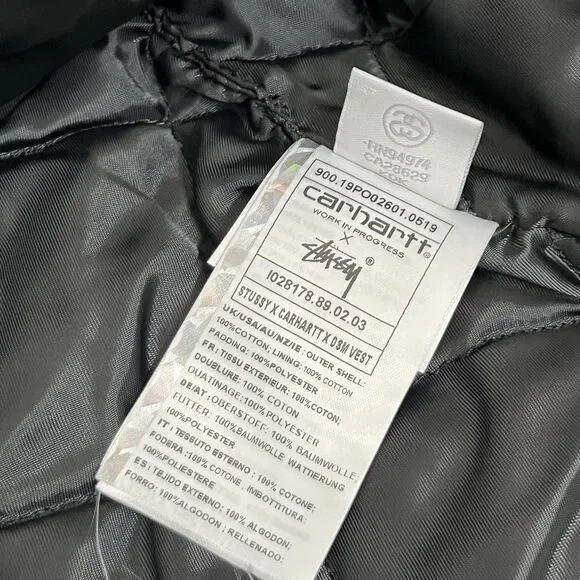 RN94974
CA28629
900.19PO02601.0519
carhartt
WORK IN PROGRESS
X
STÜSSY ®
I028178.89.02.03
STUSSY X CARHARTT X DSM VEST
UK/USA/AU/NZ/IE: OUTER SHELL:
100%COTTON; LINING: 100% COTTON
PADDING: 100%POLYESTER
FR: TISSU EXTERIEUR: 100%COTON;
DOUBLURE: 100% COTON
OUATINAGE: 100%POLYESTER
DE/AT: OBERSTOFF: 100% BAUMWOLLE;
FUTTER: 100%BAUMWOLLE WATTIERUNG
100%POLYESTER
IT: TESSUTO ESTERNO: 100% COTONE;
FODERA: 100% COTONE, IMBOTTITURA:
100%POLIESTERE
ES: TEJIDO EXTERNO: 100% ALGODON;
FORRO: 100%ALGODON; RELLENADO: